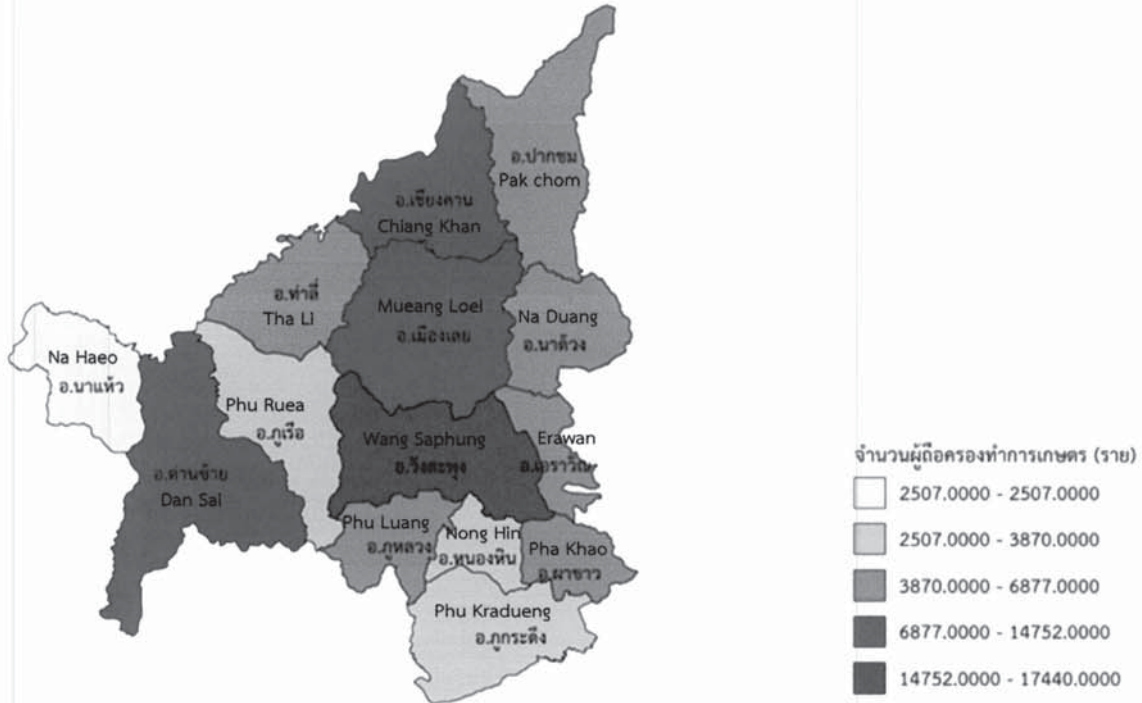 อ.ปากชม
Pak chom
อ.เชียงคาน
Chiang Khan
อ.ท่าลี่
Tha Li
Mueang Loei
อ.เมืองเลย
Na Duang
อ.นาด้วง
Na Haeo
อ.นาแห้ว
Phu Ruea
อ.ภูเรือ
Wang Saphung
อ.วังสะพุง
Erawan
อ.เอราวัณ
อ.ด่านซ้าย
Dan Sai
Phu Luang
อ.ภูหลวง
Nong Hin
อ.หนองหิน
Pha Khao
อ.ผาขาว
Phu Kradueng
อ.ภูกระดึง
จำนวนผู้ถือครองทำการเกษตร (ราย)
2507.0000 - 2507.0000
2507.0000 - 3870.0000
3870.0000 - 6877.0000
6877.0000 - 14752.0000
14752.0000 - 17440.0000